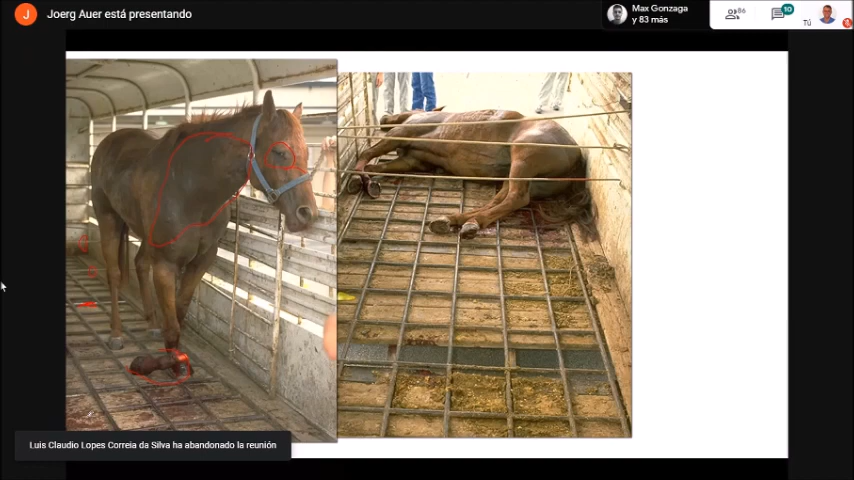 J
Joerg Auer está presentando
Max Gonzaga
y 83 más
86
10
Tú
Luis Claudio Lopes Correia da Silva ha abandonado la reunión